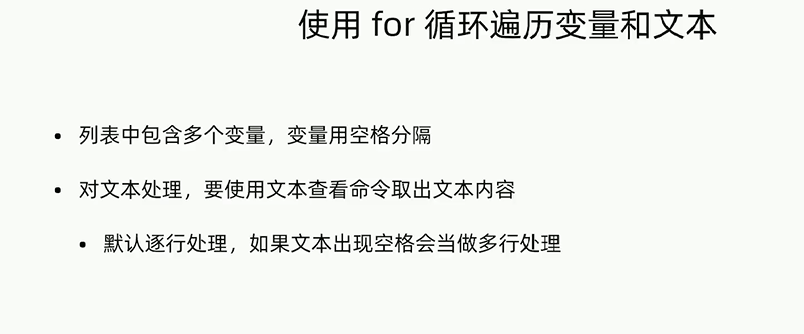 使用 for 循环遍历变量和文本
• 列表中包含多个变量，变量用空格分隔
• 对文本处理，要使用文本查看命令取出文本内容
• 默认逐行处理，如果文本出现空格会当做多行处理